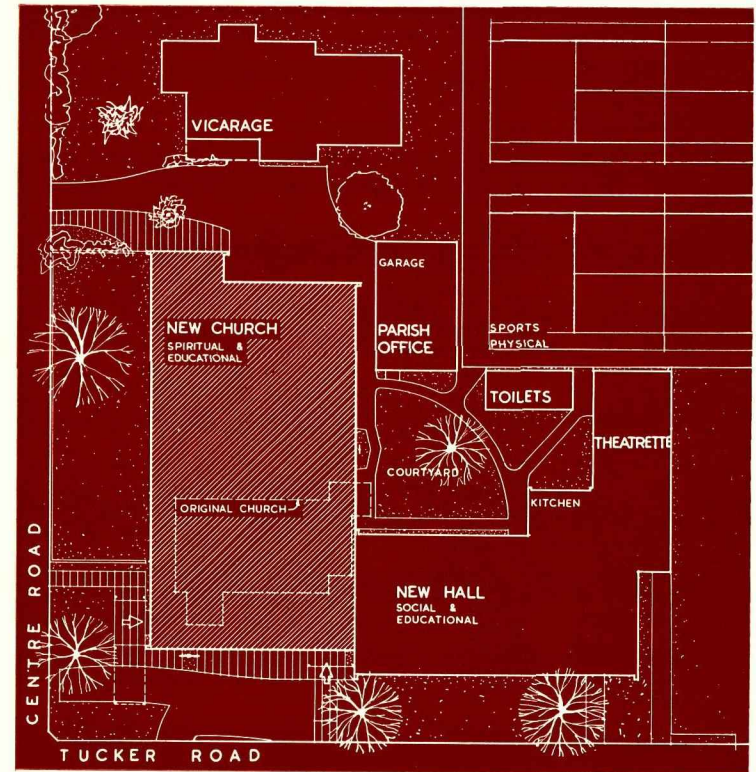 VICARAGE
GARAGE
PARISH
OFFICE
SPORTS
PHYSICAL
NEW CHURCH
SPIRITUAL &
EDUCATIONAL
TOILETS
THEATRETTE
COURTYARD
KITCHEN
ORIGINAL CHURCH
NEW HALL
SOCIAL &
EDUCATIONAL
CENTRE ROAD
TUCKER ROAD